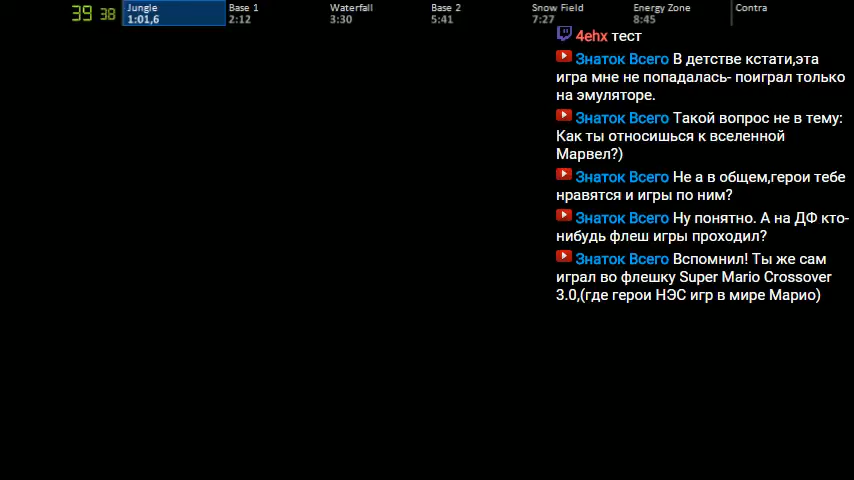 39 38 Jungle Base 1 Waterfall Base 2 Snow Field Energy Zone Contra
1:01,6 2:12 3:30 5:41 7:27 8:45
4ehx тест
Знаток Всего В детстве кстати,эта
игра мне не попадалась- поиграл только
на эмуляторе.
Знаток Всего Такой вопрос не в тему:
Как ты относишься к вселенной
Марвел?)
Знаток Всего Не а в общем,герои тебе
нравятся и игры по ним?
Знаток Всего Ну понятно. А на ДФ кто-
нибудь флеш игры проходил?
Знаток Всего Вспомнил! Ты же сам
играл во флешку Super Mario Crossover
3.0,(где герои НЭС игр в мире Марио)